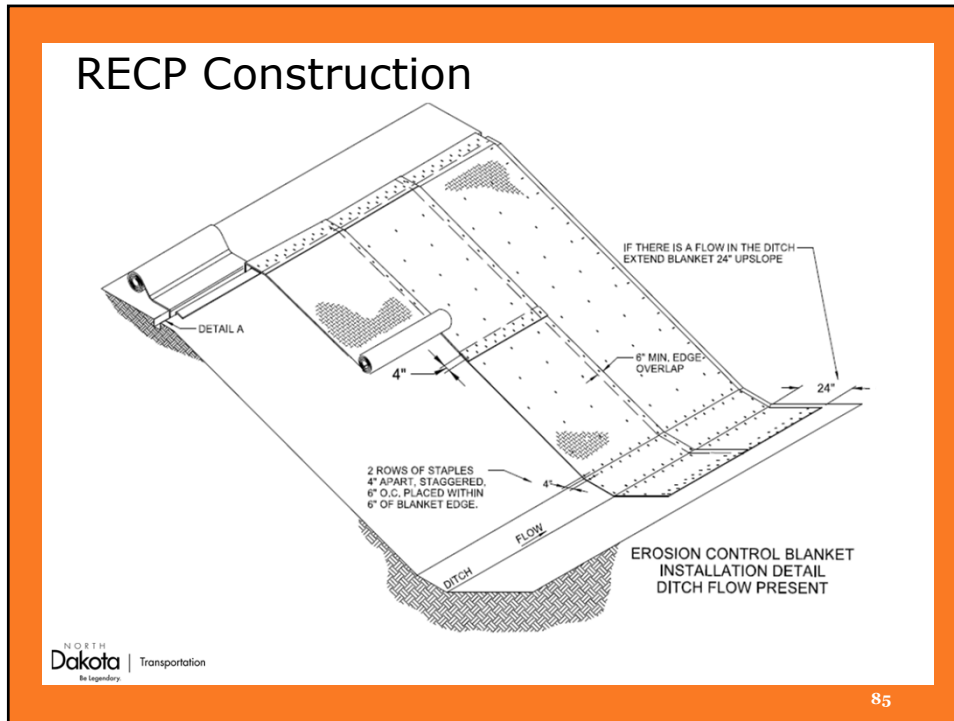 RECP Construction
IF THERE IS A FLOW IN THE DITCH
EXTEND BLANKET 24" UPSLOPE
DETAIL A
4"
6" MIN. EDGE
OVERLAP
24"
2 ROWS OF STAPLES
4" APART, STAGGERED,
6" O.C. PLACED WITHIN
6" OF BLANKET EDGE.
4"
FLOW
DITCH
EROSION CONTROL BLANKET
INSTALLATION DETAIL
DITCH FLOW PRESENT
NORTH
Dakota | Transportation
Be Legendary.
85